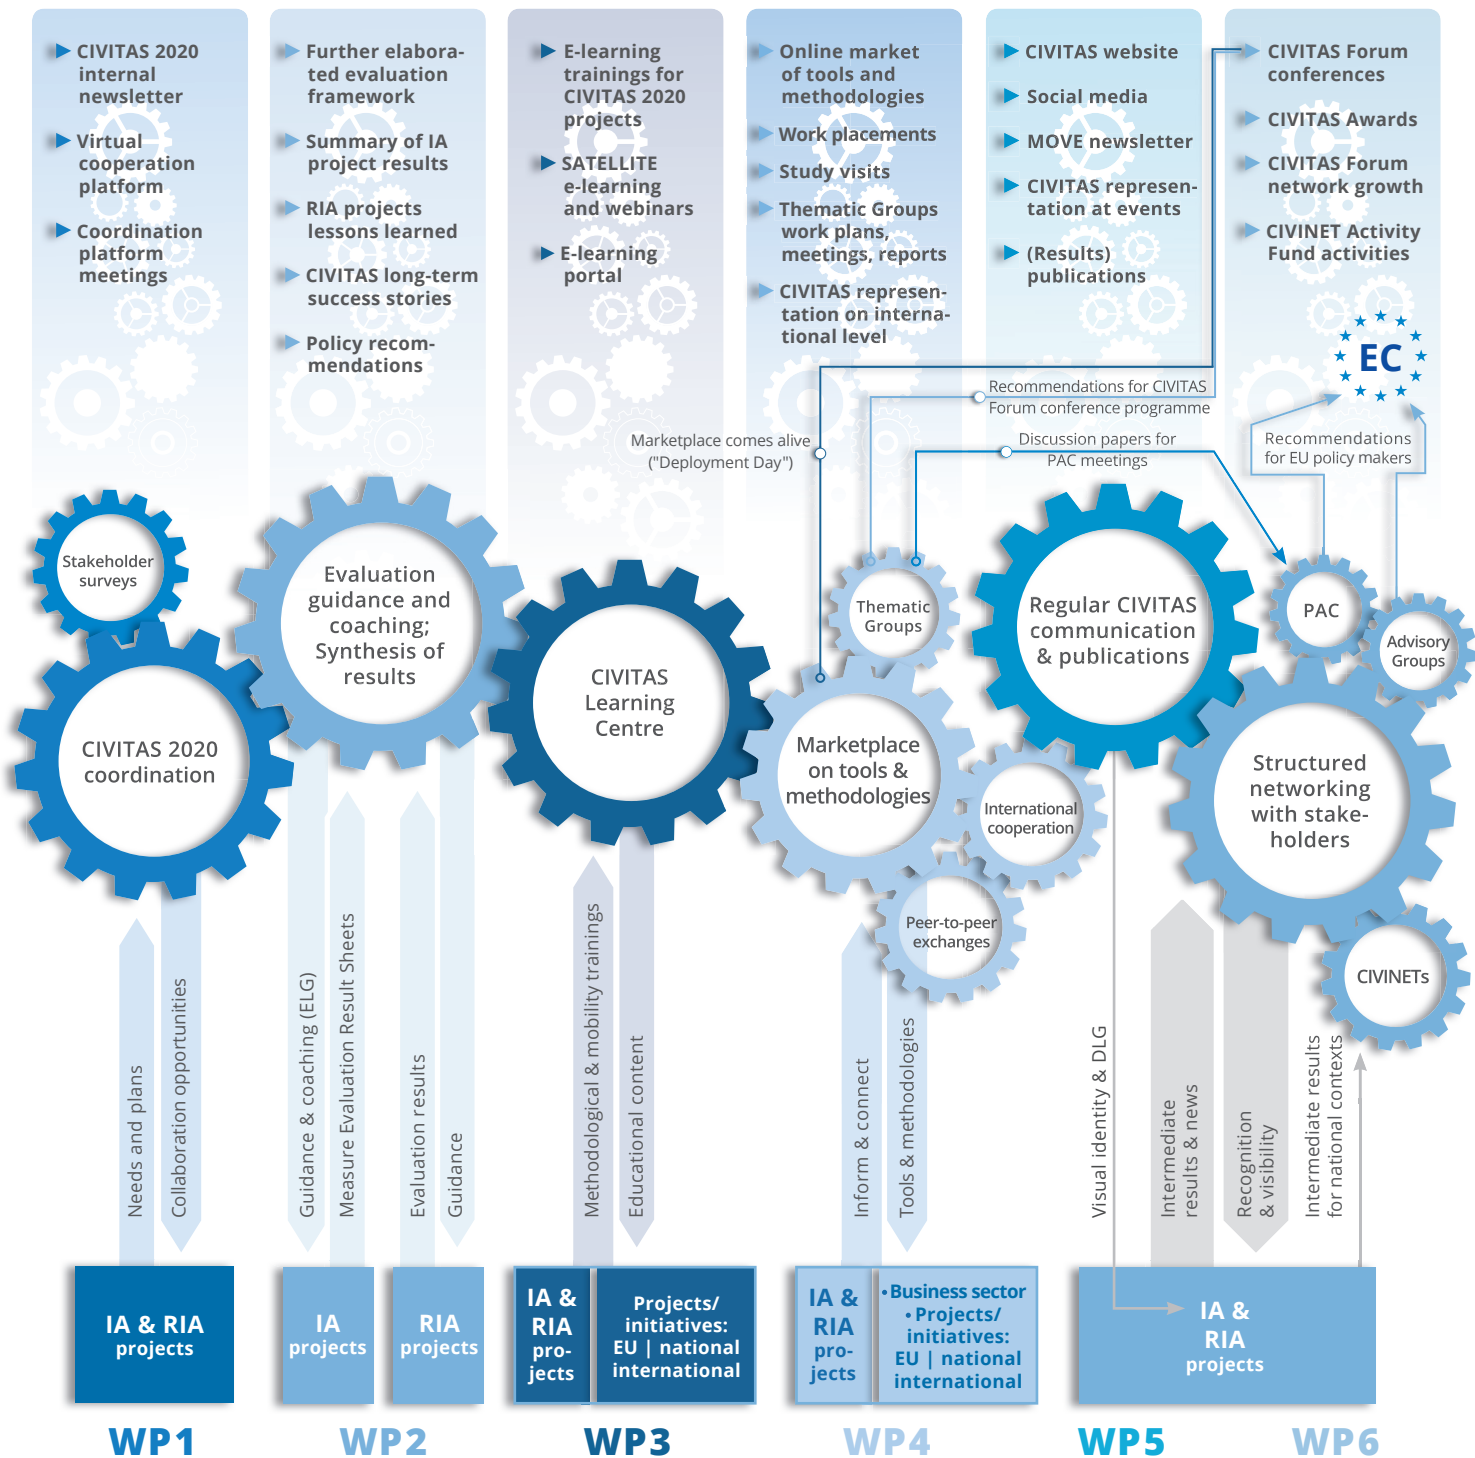 CIVITAS 2020
internal
newsletter
Virtual
cooperation
platform
Coordination
platform
meetings
Further elabora-
ted evaluation
framework
Summary of IA
project results
RIA projects
lessons learned
CIVITAS long-term
success stories
Policy recom-
mendations
E-learning
trainings for
CIVITAS 2020
projects
SATELLITE
e-learning
and webinars
E-learning
portal
Online market
of tools and
methodologies
Work placements
Study visits
Thematic Groups
work plans,
meetings, reports
CIVITAS represen-
tation on interna-
tional level
CIVITAS website
Social media
MOVE newsletter
CIVITAS represen-
tation at events
(Results)
publications
CIVITAS Forum
conferences
CIVITAS Awards
CIVITAS Forum
network growth
CIVINET Activity
Fund activities
EC
Recommendations for CIVITAS
Forum conference programme
Marketplace comes alive
("Deployment Day")
Discussion papers for
PAC meetings
Recommendations
for EU policy makers
Stakeholder
surveys
CIVITAS 2020
coordination
Evaluation
guidance and
coaching;
Synthesis of
results
CIVITAS
Learning
Centre
Thematic
Groups
Marketplace
on tools &
methodologies
International
cooperation
Peer-to-peer
exchanges
Regular CIVITAS
communication
& publications
PAC
Advisory
Groups
Structured
networking
with stake-
holders
CIVINETs
Needs and plans
Collaboration opportunities
Guidance & coaching (ELG)
Measure Evaluation Result Sheets
Evaluation results
Guidance
Methodological & mobility trainings
Educational content
Inform & connect
Tools & methodologies
Visual identity & DLG
Intermediate
results & news
Recognition
& visibility
Intermediate results
for national contexts
IA & RIA
projects
IA
projects
RIA
projects
IA &
RIA
pro-
jects
Projects/
initiatives:
EU | national
international
IA &
RIA
pro-
jects
• Business sector
• Projects/
initiatives:
EU | national
international
IA &
RIA
projects
WP1
WP2
WP3
WP4
WP5
WP6